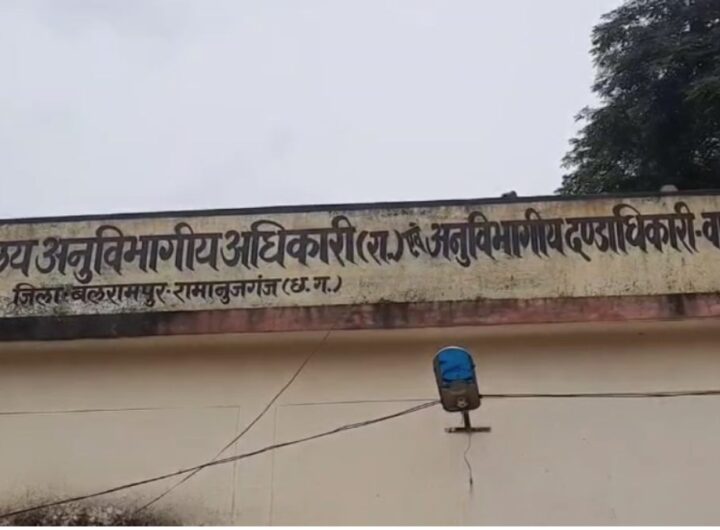 अनुविभागीय अधिकारी (रा.) एवं अनुविभागीय दण्डाधिकारी-
जिला-बलरामपुर-रामानुजगंज (छ.ग.)